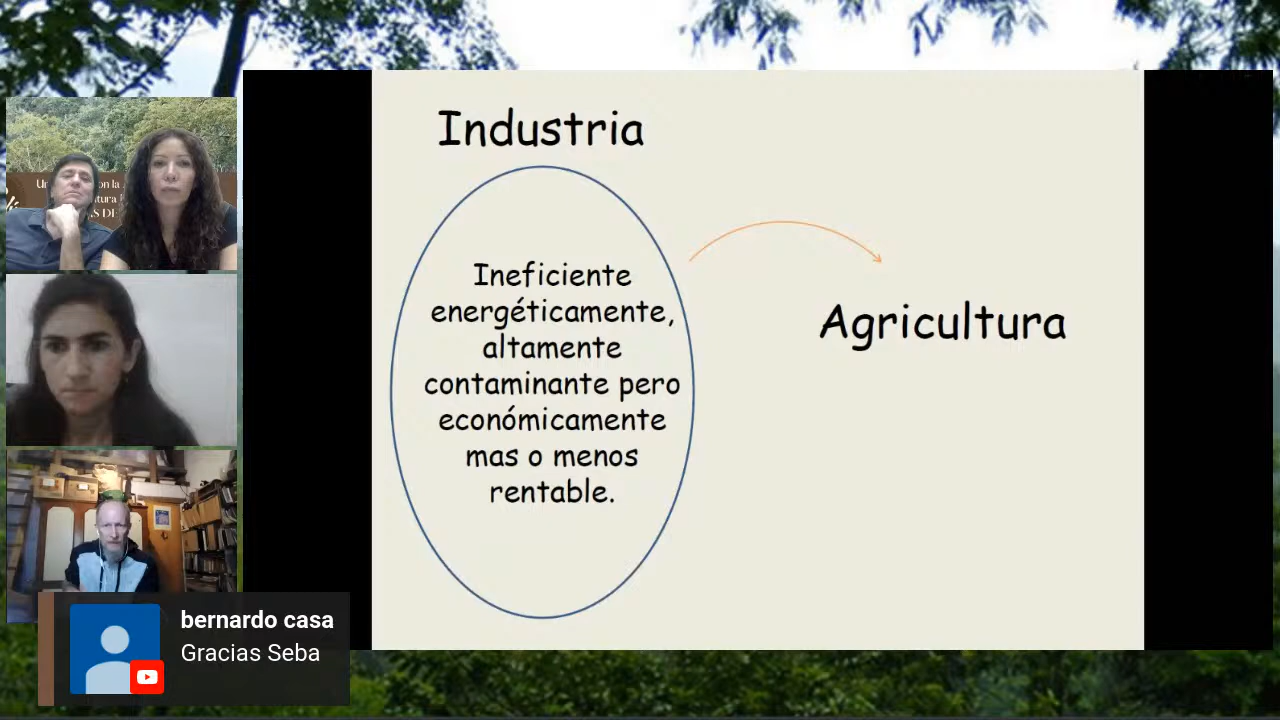 Industria
Ineficiente
energéticamente,
altamente
contaminante pero
económicamente
mas o menos
rentable.
Agricultura
bernardo casa
Gracias Seba